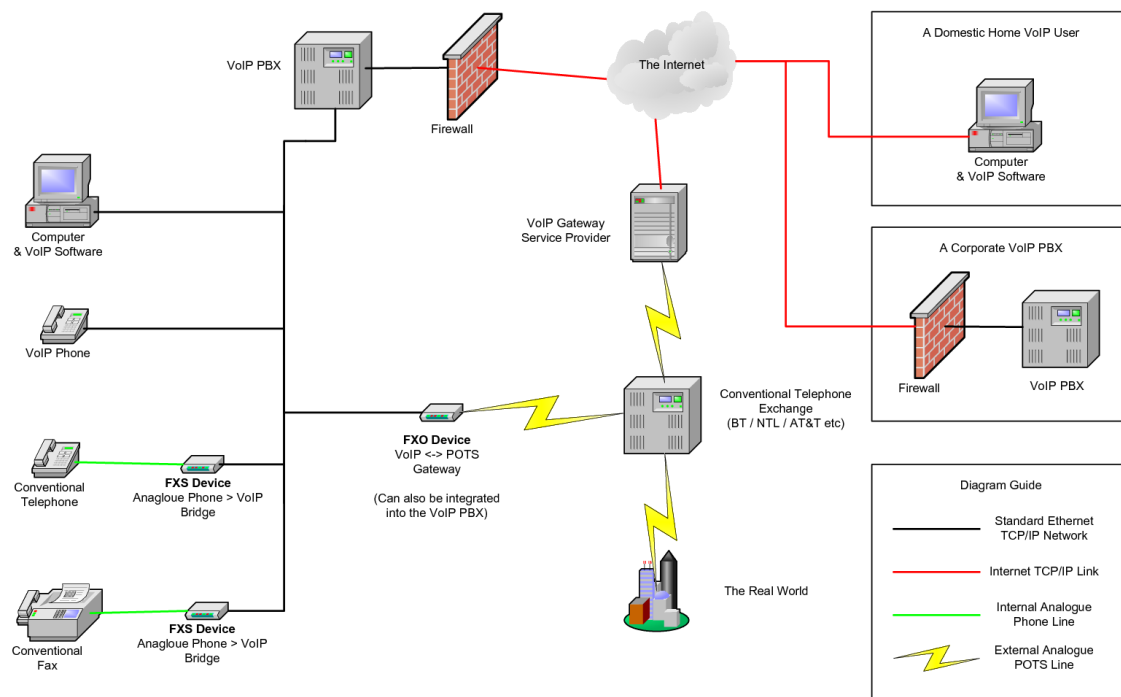 VoIP PBX
Firewall
The Internet
A Domestic Home VoIP User
Computer
& VoIP Software
Computer
& VoIP Software
VoIP Gateway
Service Provider
A Corporate VoIP PBX
Firewall
VoIP PBX
VoIP Phone
Conventional Telephone
Exchange
(BT / NTL / AT&T etc)
FXO Device
VoIP <-> POTS
Gateway
(Can also be integrated
into the VoIP PBX)
Conventional
Telephone
FXS Device
Anagloue Phone > VoIP
Bridge
Diagram Guide
Standard Ethernet
TCP/IP Network
Internet TCP/IP Link
Internal Analogue
Phone Line
External Analogue
POTS Line
The Real World
Conventional
Fax
FXS Device
Anagloue Phone > VoIP
Bridge